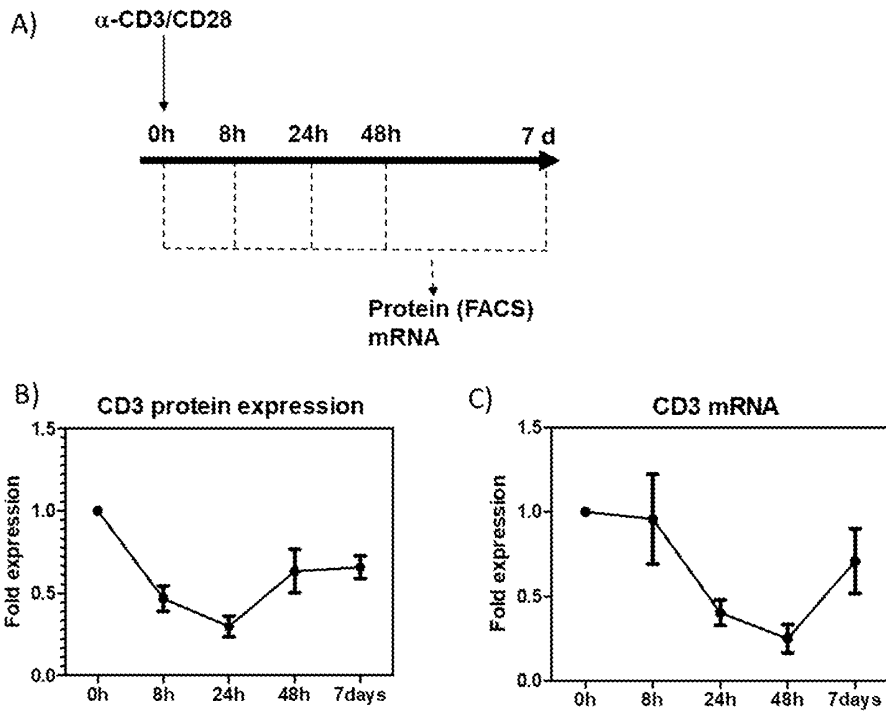 A)
α-CD3/CD28
0h 8h 24h 48h 7 d
Protein (FACS)
mRNA
B)
CD3 protein expression
Fold expression
1.5
1.0
0.5
0.0
0h 8h 24h 48h 7days
C)
CD3 mRNA
Fold expression
1.5
1.0
0.5
0.0
0h 8h 24h 48h 7days